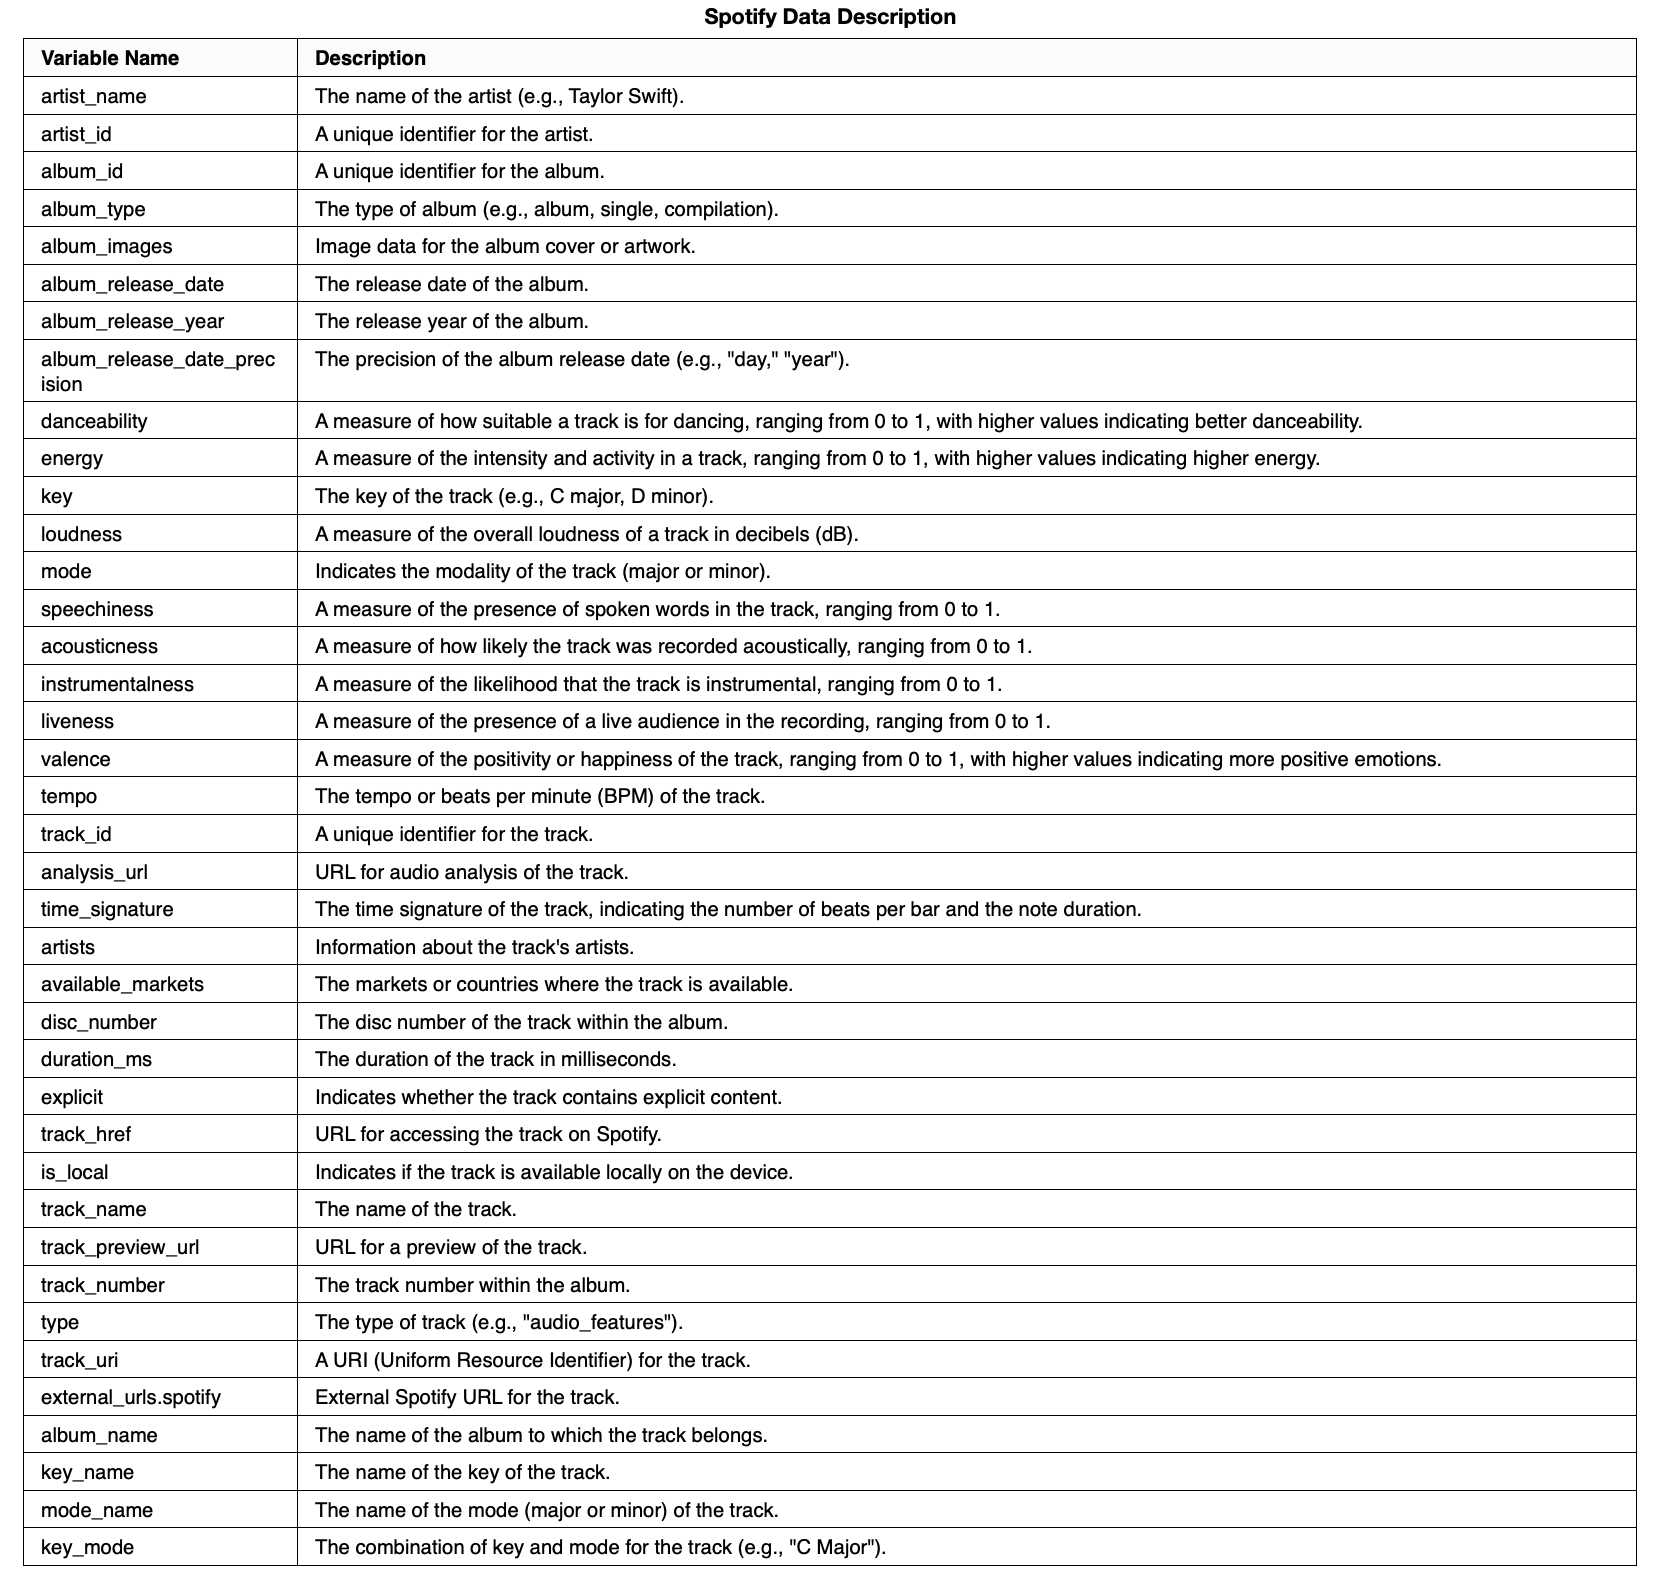 Spotify Data Description
Variable Name Description
artist_name The name of the artist (e.g., Taylor Swift).
artist_id A unique identifier for the artist.
album_id A unique identifier for the album.
album_type The type of album (e.g., album, single, compilation).
album_images Image data for the album cover or artwork.
album_release_date The release date of the album.
album_release_year The release year of the album.
album_release_date_prec The precision of the album release date (e.g., "day," "year").
ision
danceability A measure of how suitable a track is for dancing, ranging from 0 to 1, with higher values indicating better danceability.
energy A measure of the intensity and activity in a track, ranging from 0 to 1, with higher values indicating higher energy.
key The key of the track (e.g., C major, D minor).
loudness A measure of the overall loudness of a track in decibels (dB).
mode Indicates the modality of the track (major or minor).
speechiness A measure of the presence of spoken words in the track, ranging from 0 to 1.
acousticness A measure of how likely the track was recorded acoustically, ranging from 0 to 1.
instrumentalness A measure of the likelihood that the track is instrumental, ranging from 0 to 1.
liveness A measure of the presence of a live audience in the recording, ranging from 0 to 1.
valence A measure of the positivity or happiness of the track, ranging from 0 to 1, with higher values indicating more positive emotions.
tempo The tempo or beats per minute (BPM) of the track.
track_id A unique identifier for the track.
analysis_url URL for audio analysis of the track.
time_signature The time signature of the track, indicating the number of beats per bar and the note duration.
artists Information about the track's artists.
available_markets The markets or countries where the track is available.
disc_number The disc number of the track within the album.
duration_ms The duration of the track in milliseconds.
explicit Indicates whether the track contains explicit content.
track_href URL for accessing the track on Spotify.
is_local Indicates if the track is available locally on the device.
track_name The name of the track.
track_preview_url URL for a preview of the track.
track_number The track number within the album.
type The type of track (e.g., "audio_features").
track_uri A URI (Uniform Resource Identifier) for the track.
external_urls.spotify External Spotify URL for the track.
album_name The name of the album to which the track belongs.
key_name The name of the key of the track.
mode_name The name of the mode (major or minor) of the track.
key_mode The combination of key and mode for the track (e.g., "C Major").